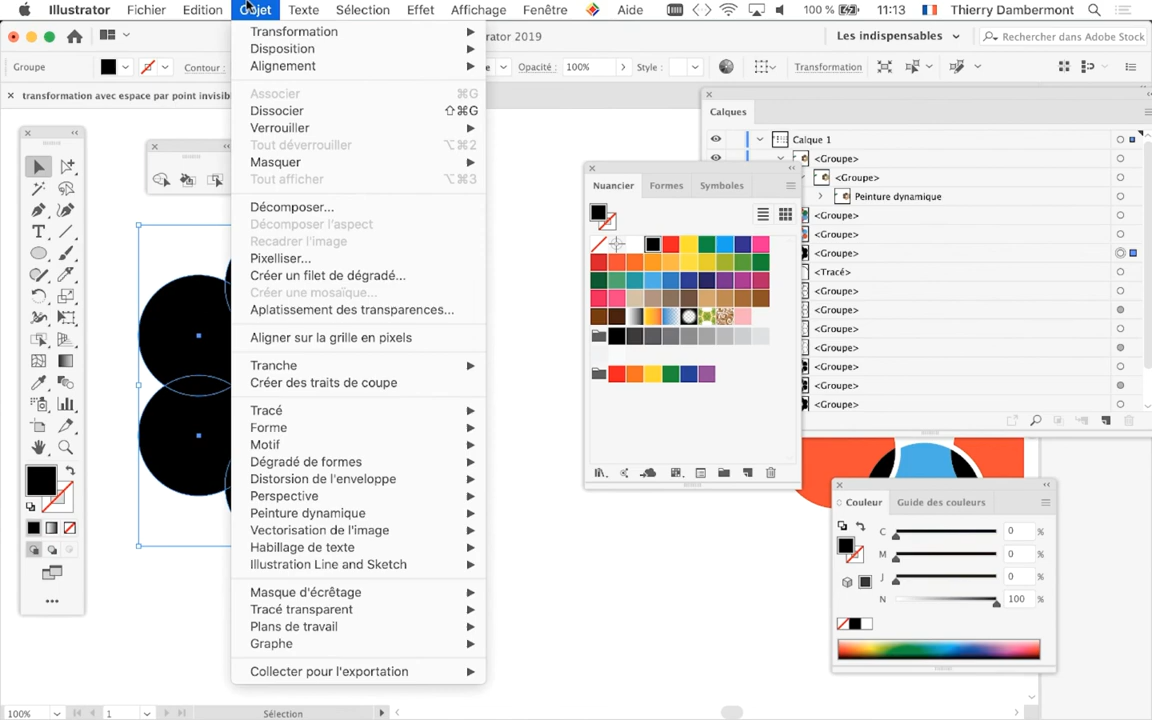 Illustrator Fichier Edition Objet Texte Sélection Effet Affichage Fenêtre Aide 100 % 11:13 Thierry Dambermont
rator 2019 Les indispensables Rechercher dans Adobe Stock
Groupe Contour : Opacité : 100% Style : Transformation
transformation avec espace par point invisib
Transformation
Disposition
Alignement
Associer ⌘G
Dissocier ⇧⌘G
Verrouiller
Tout déverrouiller ⌥⌘2
Masquer
Tout afficher ⌥⌘3
Décomposer...
Décomposer l'aspect
Recadrer l'image
Pixelliser...
Créer un filet de dégradé...
Créer une mosaïque...
Aplatissement des transparences...
Aligner sur la grille en pixels
Tranche
Créer des traits de coupe
Tracé
Forme
Motif
Dégradé de formes
Distorsion de l'enveloppe
Perspective
Peinture dynamique
Vectorisation de l'image
Habillage de texte
Illustration Line and Sketch
Masque d'écrêtage
Tracé transparent
Plans de travail
Graphe
Collecter pour l'exportation
Calques
Calque 1
<Groupe>
<Groupe>
Peinture dynamique
<Groupe>
<Groupe>
<Groupe>
<Tracé>
<Groupe>
<Groupe>
<Groupe>
<Groupe>
<Groupe>
<Groupe>
<Groupe>
Nuancier Formes Symboles
Couleur Guide des couleurs
C 0 %
M 0 %
J 0 %
N 100 %
100% 1 Sélection